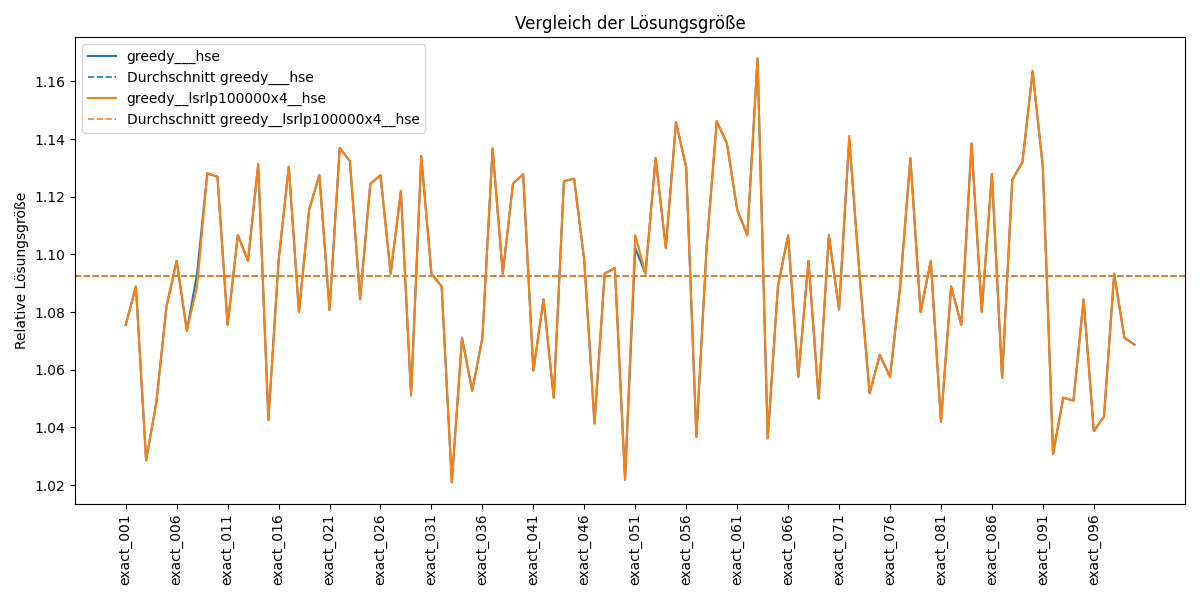 Vergleich der Lösungsgröße
greedy___hse
Durchschnitt greedy___hse
greedy__lsrlp100000x4__hse
Durchschnitt greedy__lsrlp100000x4__hse
Relative Lösungsgröße
1.16
1.14
1.12
1.10
1.08
1.06
1.04
1.02
exact_001
exact_006
exact_011
exact_016
exact_021
exact_026
exact_031
exact_036
exact_041
exact_046
exact_051
exact_056
exact_061
exact_066
exact_071
exact_076
exact_081
exact_086
exact_091
exact_096